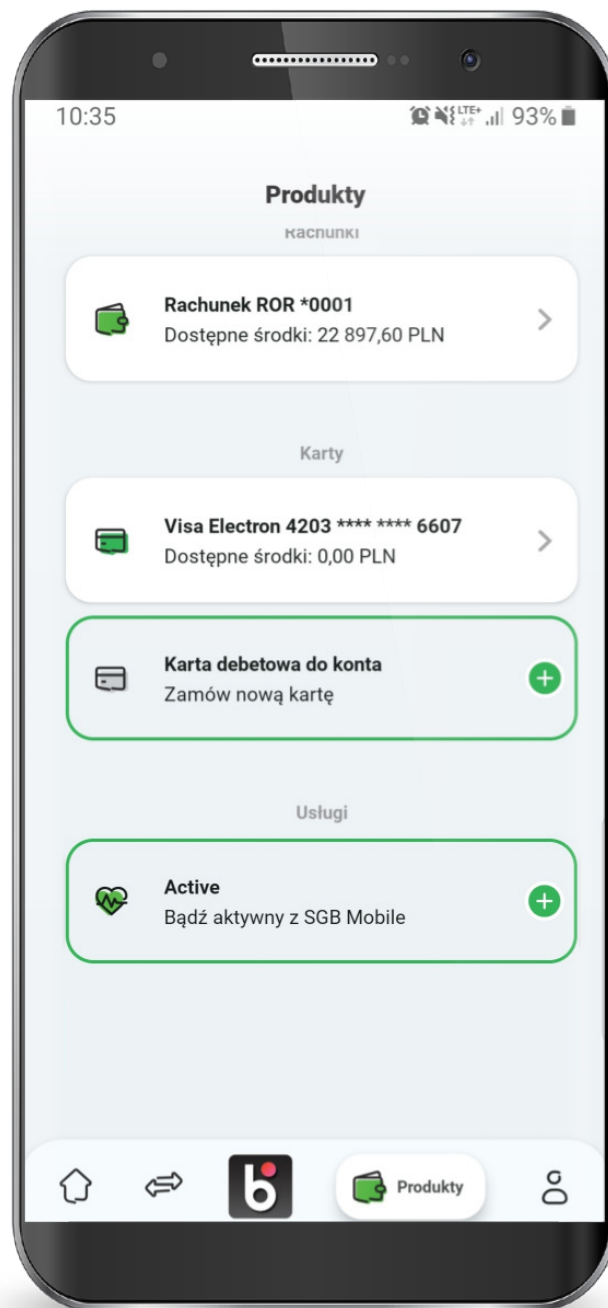 10:35
LTE+
93%
Produkty
Rachunki
Rachunek ROR *0001
Dostępne środki: 22 897,60 PLN
Karty
Visa Electron 4203 **** **** 6607
Dostępne środki: 0,00 PLN
Karta debetowa do konta
Zamów nową kartę
Usługi
Active
Bądź aktywny z SGB Mobile
b
Produkty